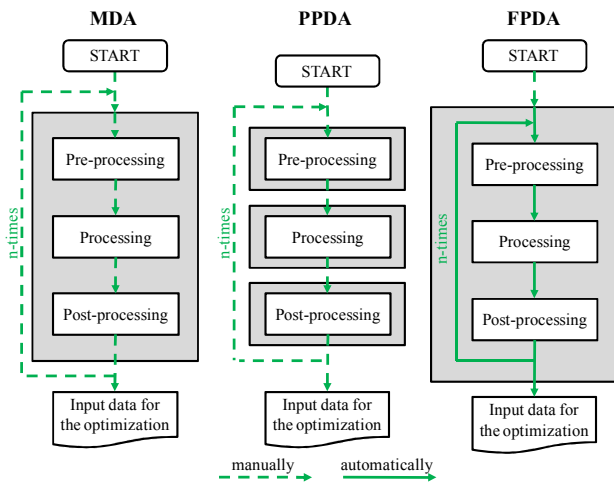 MDA
START
n-times
Pre-processing
Processing
Post-processing
Input data for
the optimization
PPDA
START
n-times
Pre-processing
Processing
Post-processing
Input data for
the optimization
FPDA
START
n-times
Pre-processing
Processing
Post-processing
Input data for
the optimization
manually
automatically